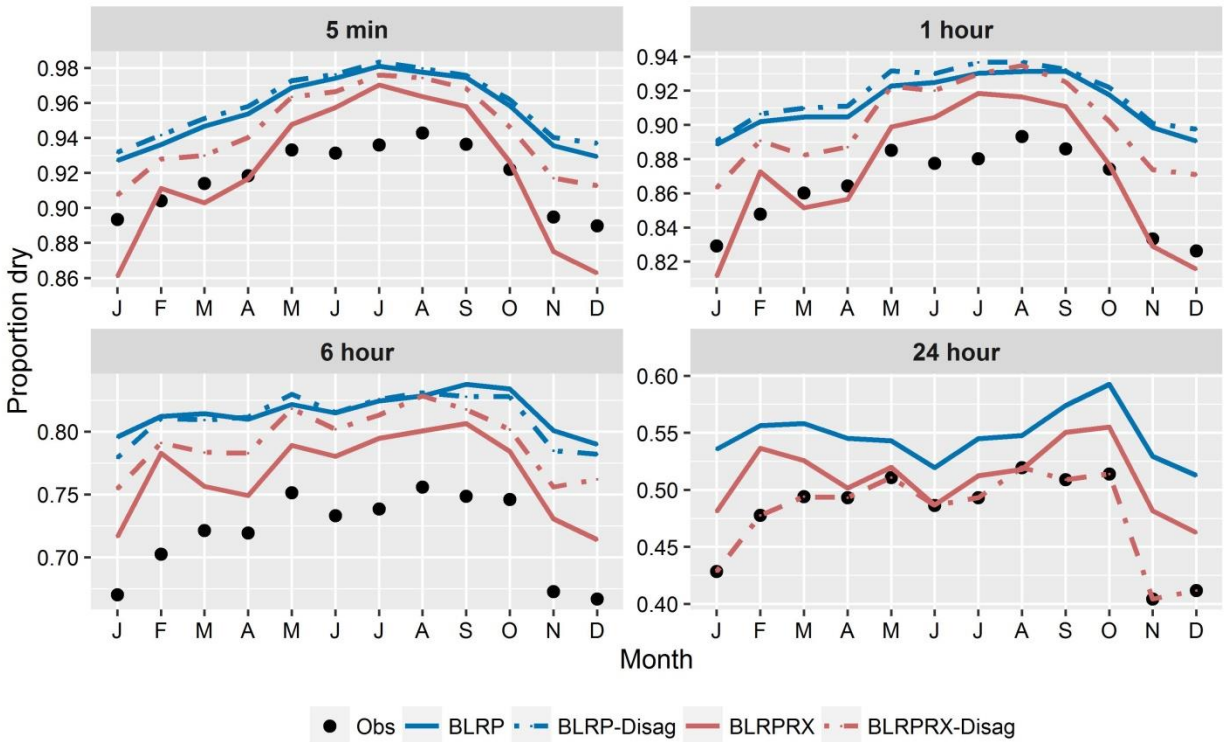 5 min
1 hour
0.98
0.96
0.94
0.92
0.90
0.88
0.86
J F M A M J J A S O N D
0.94
0.92
0.90
0.88
0.86
0.84
0.82
J F M A M J J A S O N D
6 hour
24 hour
0.80
0.75
0.70
J F M A M J J A S O N D
0.60
0.55
0.50
0.45
0.40
J F M A M J J A S O N D
Proportion dry
Month
Obs BLRP BLRP-Disag BLRPRX BLRPRX-Disag